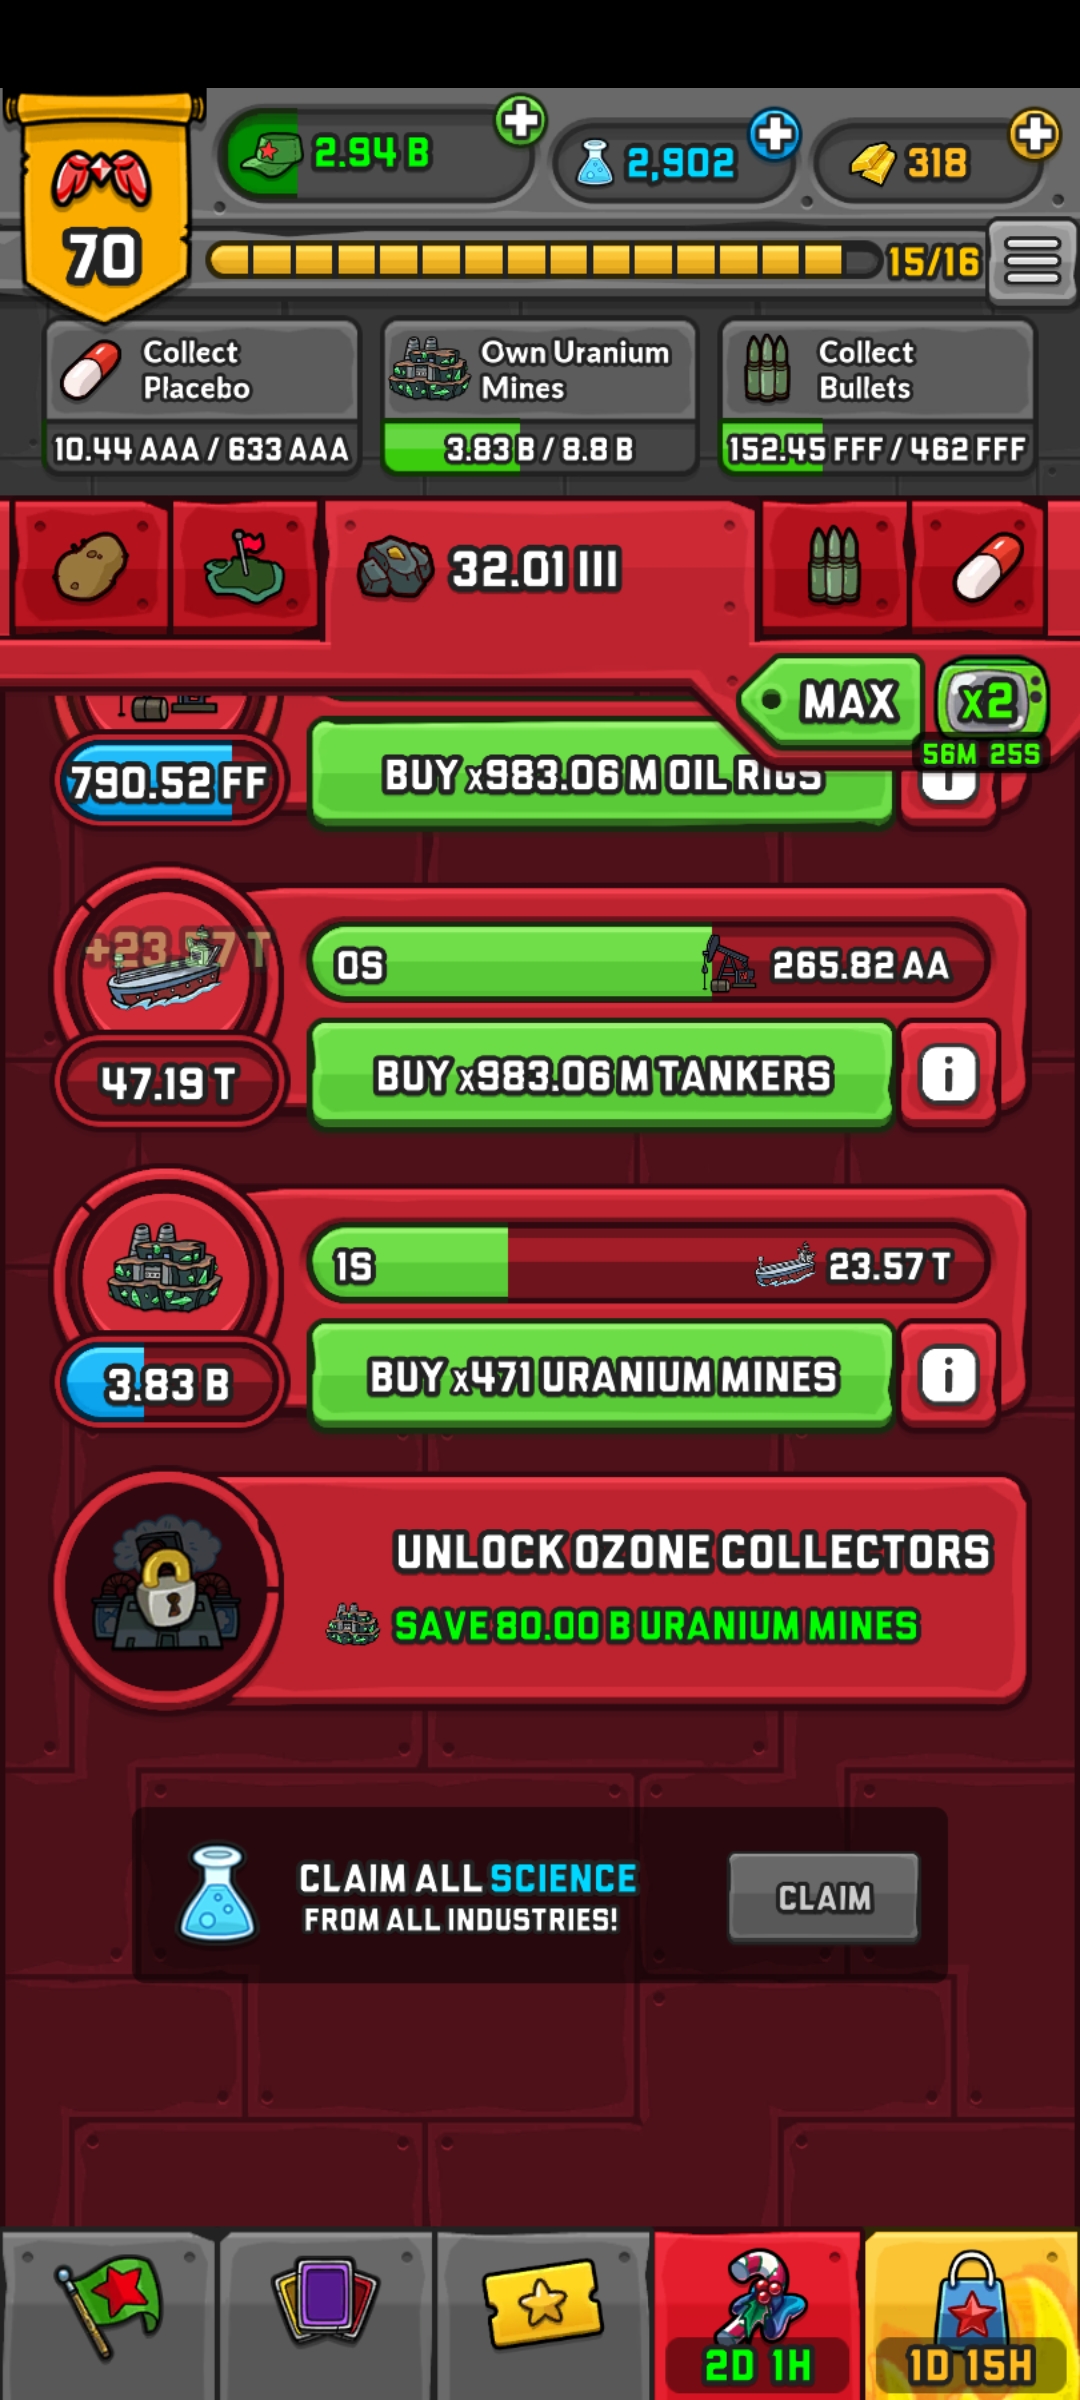 70
2.94 B
2,902
318
15/16
Collect
Placebo
10.44 AAA / 633 AAA
Own Uranium
Mines
3.83 B / 8.8 B
Collect
Bullets
152.45 FFF / 462 FFF
32.01 III
MAX
x2
56M 25S
790.52 FF
BUY x983.06 M OIL RIGS
+23.57 T
0S
265.82 AA
47.19 T
BUY x983.06 M TANKERS
i
1S
23.57 T
3.83 B
BUY x471 URANIUM MINES
i
UNLOCK OZONE COLLECTORS
SAVE 80.00 B URANIUM MINES
CLAIM ALL SCIENCE
FROM ALL INDUSTRIES!
CLAIM
2D 1H
1D 15H